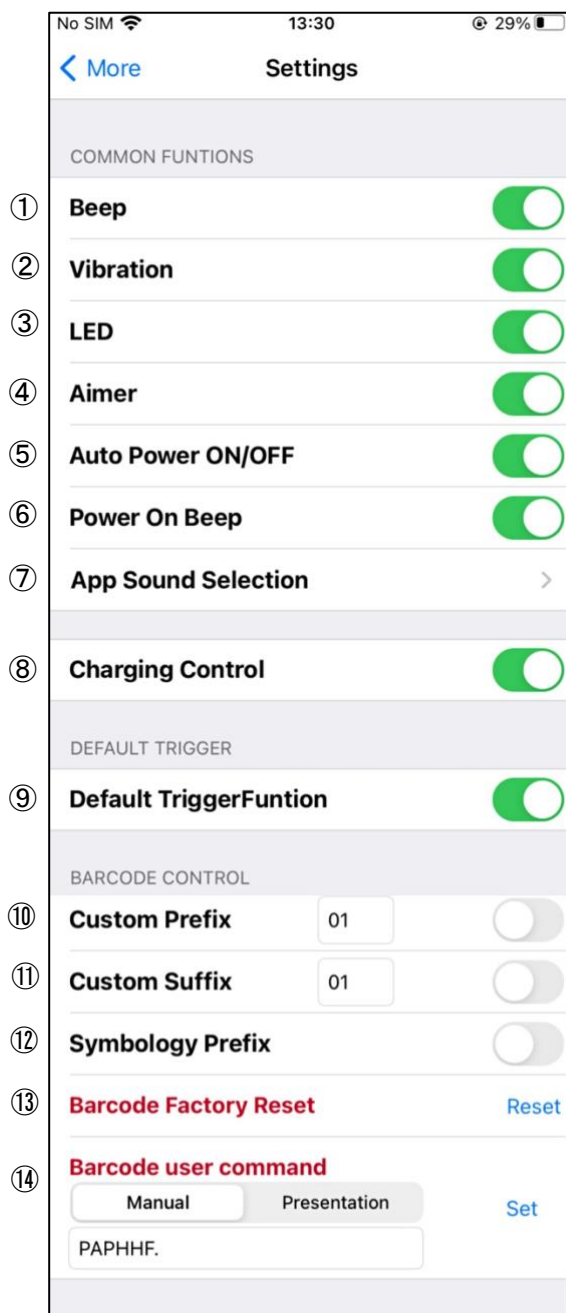 No SIM 13:30 29%
More Settings
COMMON FUNTIONS
① Beep
② Vibration
③ LED
④ Aimer
⑤ Auto Power ON/OFF
⑥ Power On Beep
⑦ App Sound Selection
⑧ Charging Control
DEFAULT TRIGGER
⑨ Default TriggerFuntion
BARCODE CONTROL
⑩ Custom Prefix 01
⑪ Custom Suffix 01
⑫ Symbology Prefix
⑬ Barcode Factory Reset Reset
⑭ Barcode user command
Manual Presentation Set
PAPHHF.